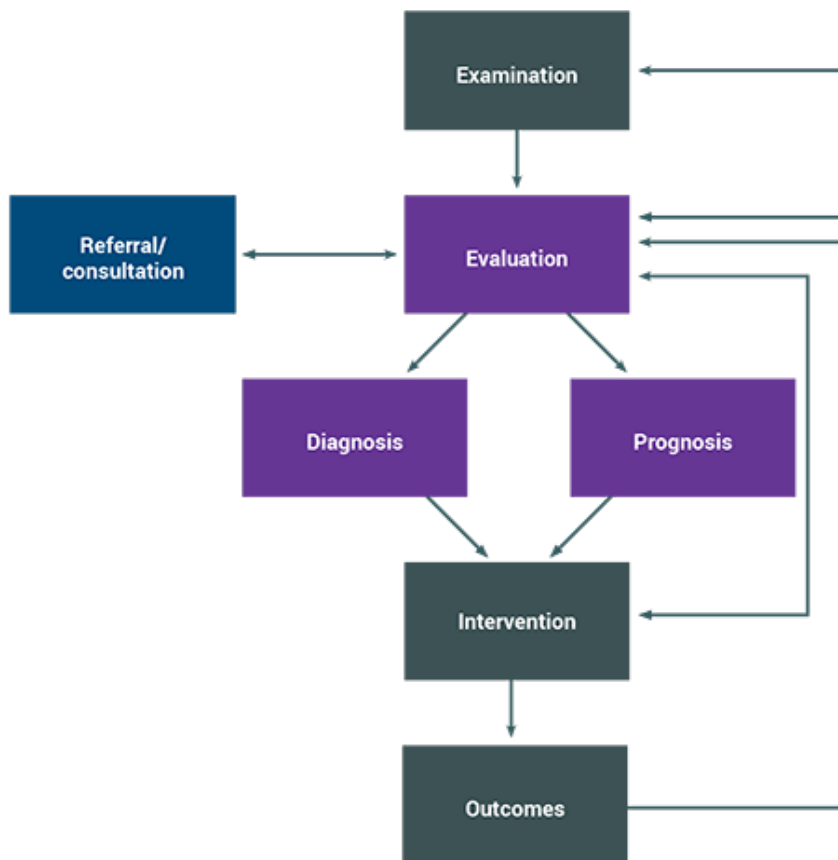 Examination
Referral/
consultation
Evaluation
Diagnosis
Prognosis
Intervention
Outcomes